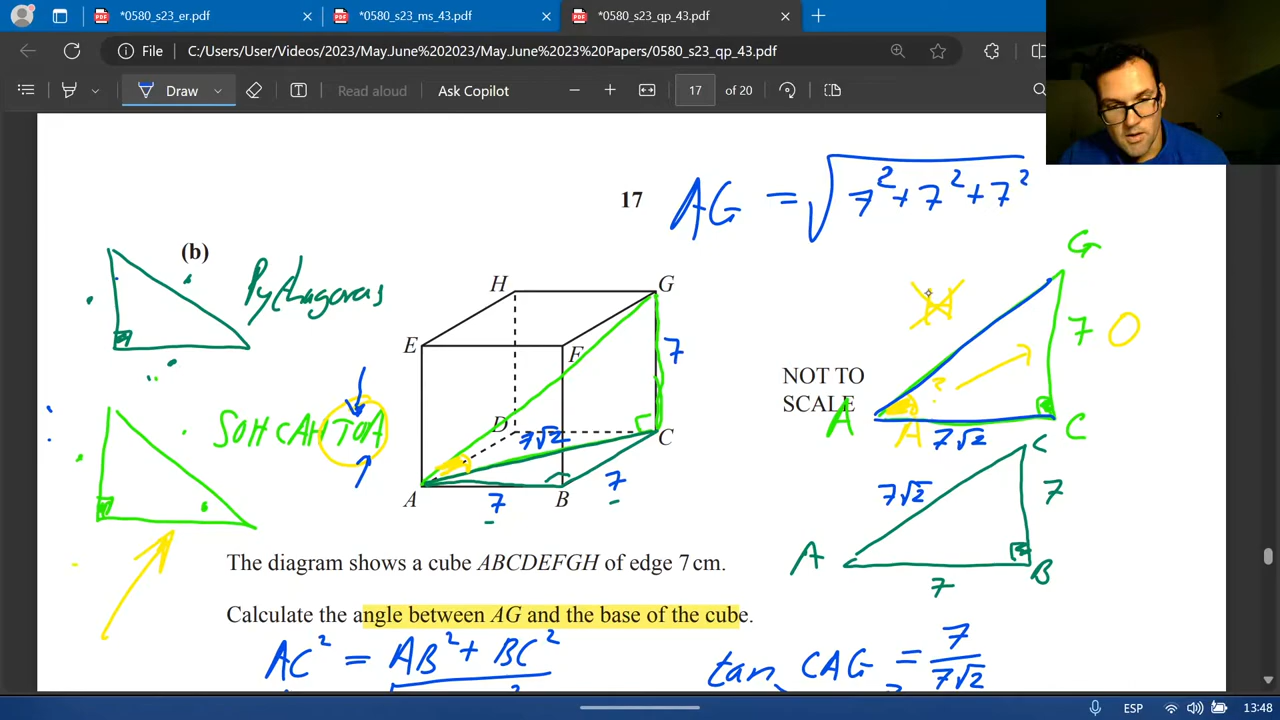 *0580_s23_er.pdf
*0580_s23_ms_43.pdf
*0580_s23_qp_43.pdf
File
C:/Users/User/Videos/2023/May.June%202023/May.June%2023%20Papers/0580_s23_qp_43.pdf
Draw
Read aloud
Ask Copilot
17
of 20
17
AG = √7² + 7² + 7²
(b)
Pythagoras
SOHCAHTOA
H
G
E
F
D
C
A
B
7
7√2
7
7
NOT TO
SCALE
G
7 O
?
A
A
7√2
C
C
7√2
7
A
7
B
The diagram shows a cube ABCDEFGH of edge 7 cm.
Calculate the angle between AG and the base of the cube.
AC² = AB² + BC²
tan CAG = 7
7√2
ESP
13:48